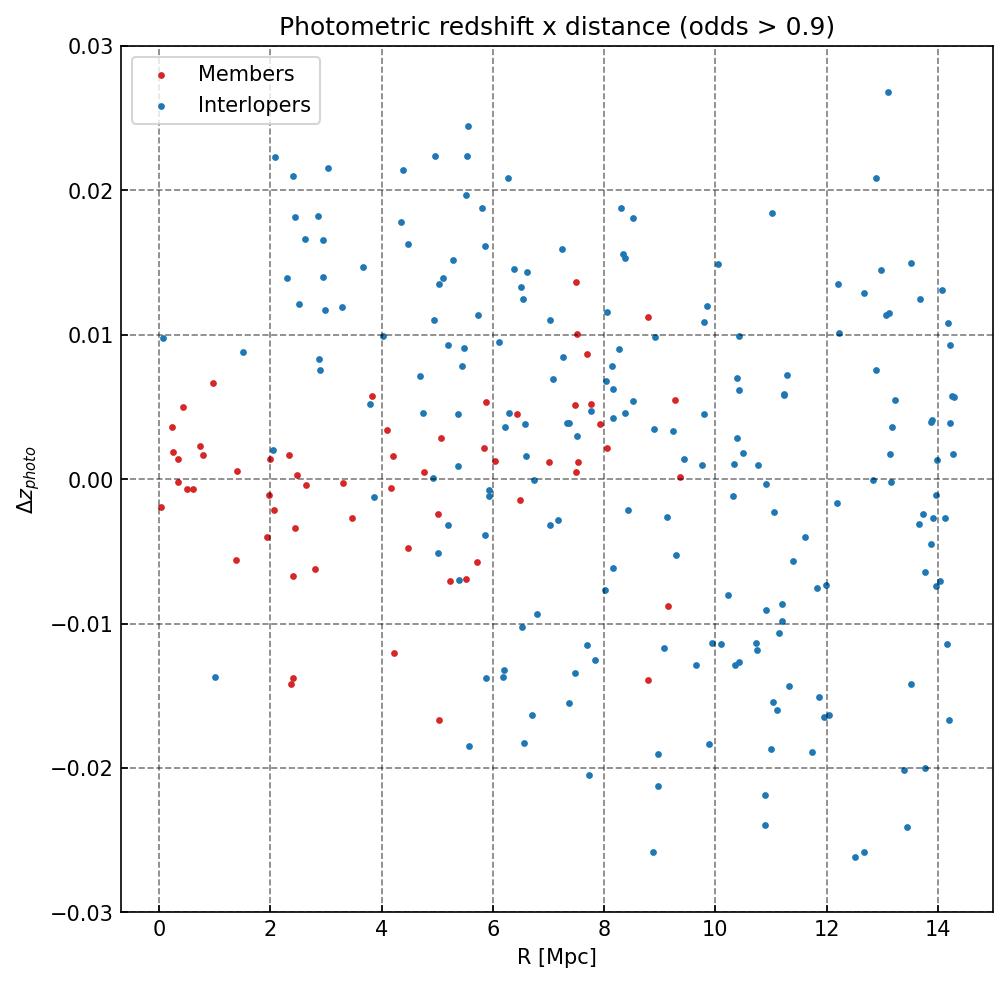 Photometric redshift x distance (odds > 0.9)
Members
Interlopers
0.03
0.02
0.01
0.00
−0.01
−0.02
−0.03
Δz_photo
0 2 4 6 8 10 12 14
R [Mpc]